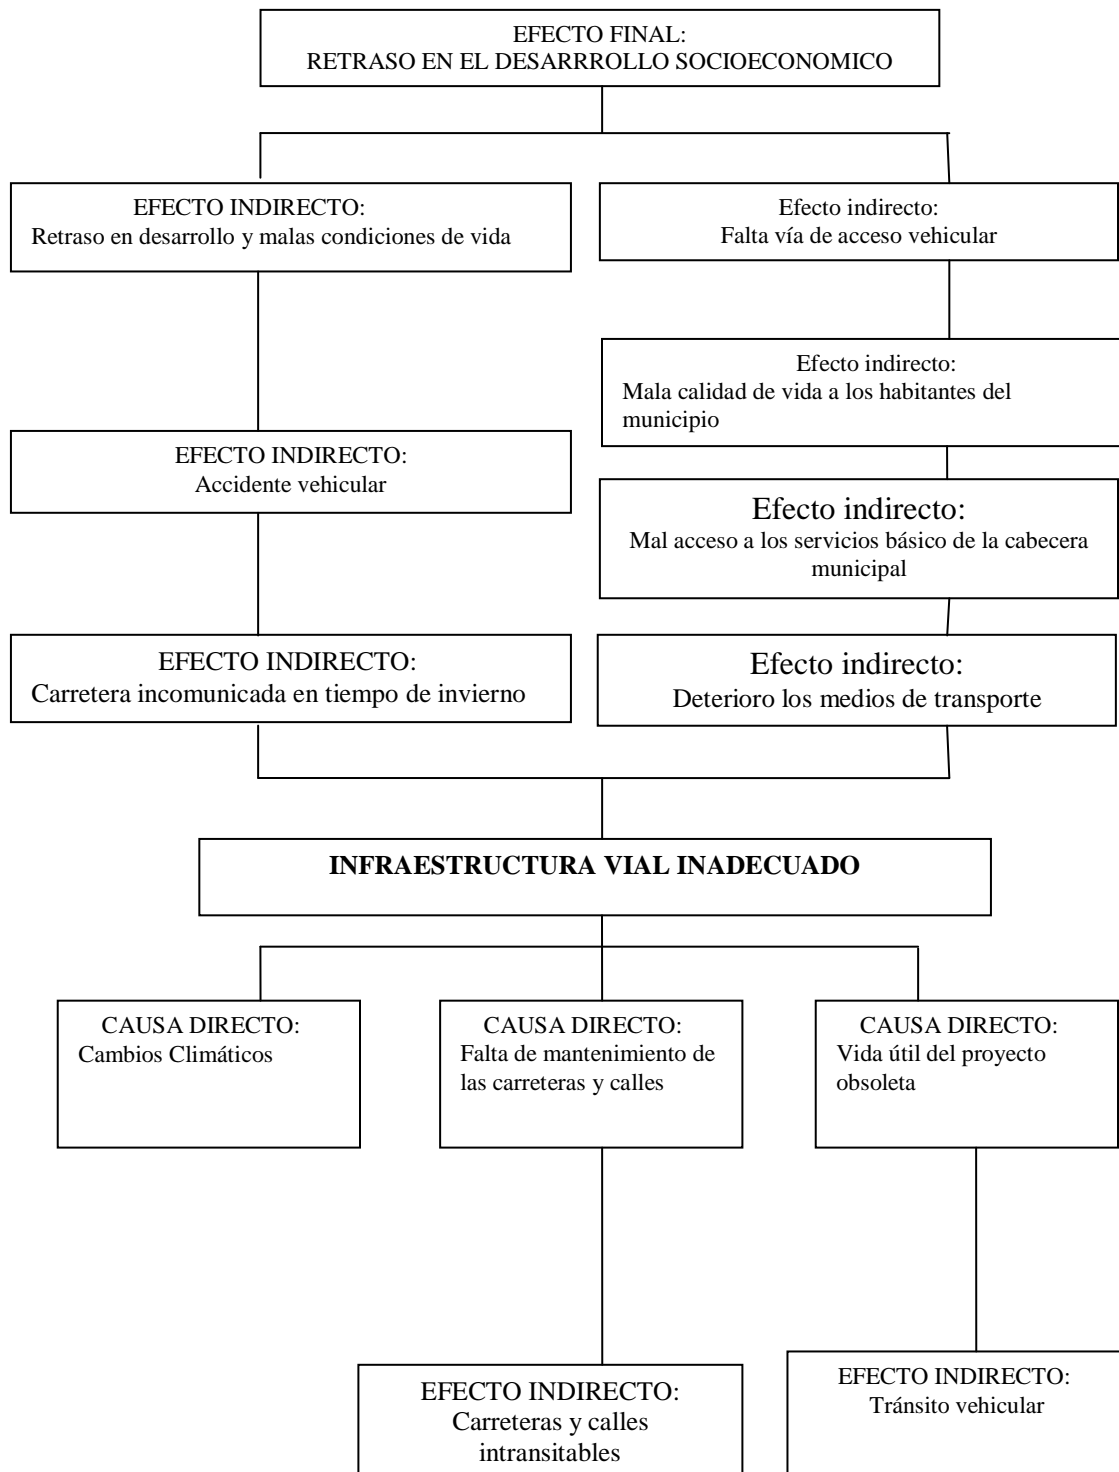 EFECTO FINAL:
RETRASO EN EL DESARRROLLO SOCIOECONOMICO
EFECTO INDIRECTO:
Retraso en desarrollo y malas condiciones de vida
Efecto indirecto:
Falta vía de acceso vehicular
Efecto indirecto:
Mala calidad de vida a los habitantes del
municipio
EFECTO INDIRECTO:
Accidente vehicular
Efecto indirecto:
Mal acceso a los servicios básico de la cabecera
municipal
EFECTO INDIRECTO:
Carretera incomunicada en tiempo de invierno
Efecto indirecto:
Deterioro los medios de transporte
INFRAESTRUCTURA VIAL INADECUADO
CAUSA DIRECTO:
Cambios Climáticos
CAUSA DIRECTO:
Falta de mantenimiento de
las carreteras y calles
CAUSA DIRECTO:
Vida útil del proyecto
obsoleta
EFECTO INDIRECTO:
Carreteras y calles
intransitables
EFECTO INDIRECTO:
Tránsito vehicular